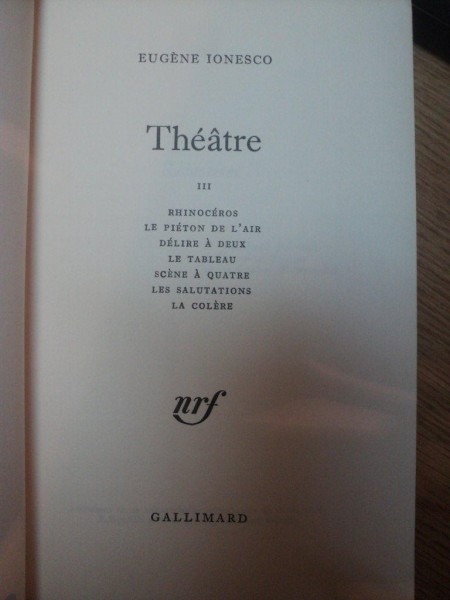 EUGÈNE IONESCO
Théâtre
III
RHINOCÉROS
LE PIÉTON DE L'AIR
DÉLIRE À DEUX
LE TABLEAU
SCÈNE À QUATRE
LES SALUTATIONS
LA COLÈRE
nrf
GALLIMARD